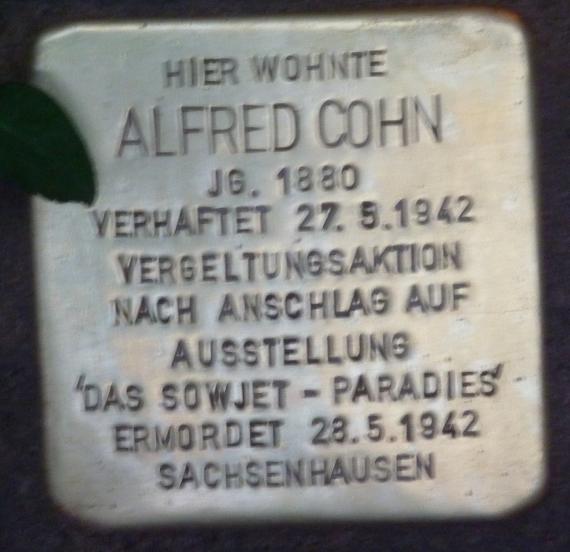 HIER WOHNTE
ALFRED COHN
JG. 1880
VERHAFTET 27. 5.1942
VERGELTUNGSAKTION
NACH ANSCHLAG AUF
AUSSTELLUNG
"DAS SOWJET - PARADIES"
ERMORDET 28.5.1942
SACHSENHAUSEN